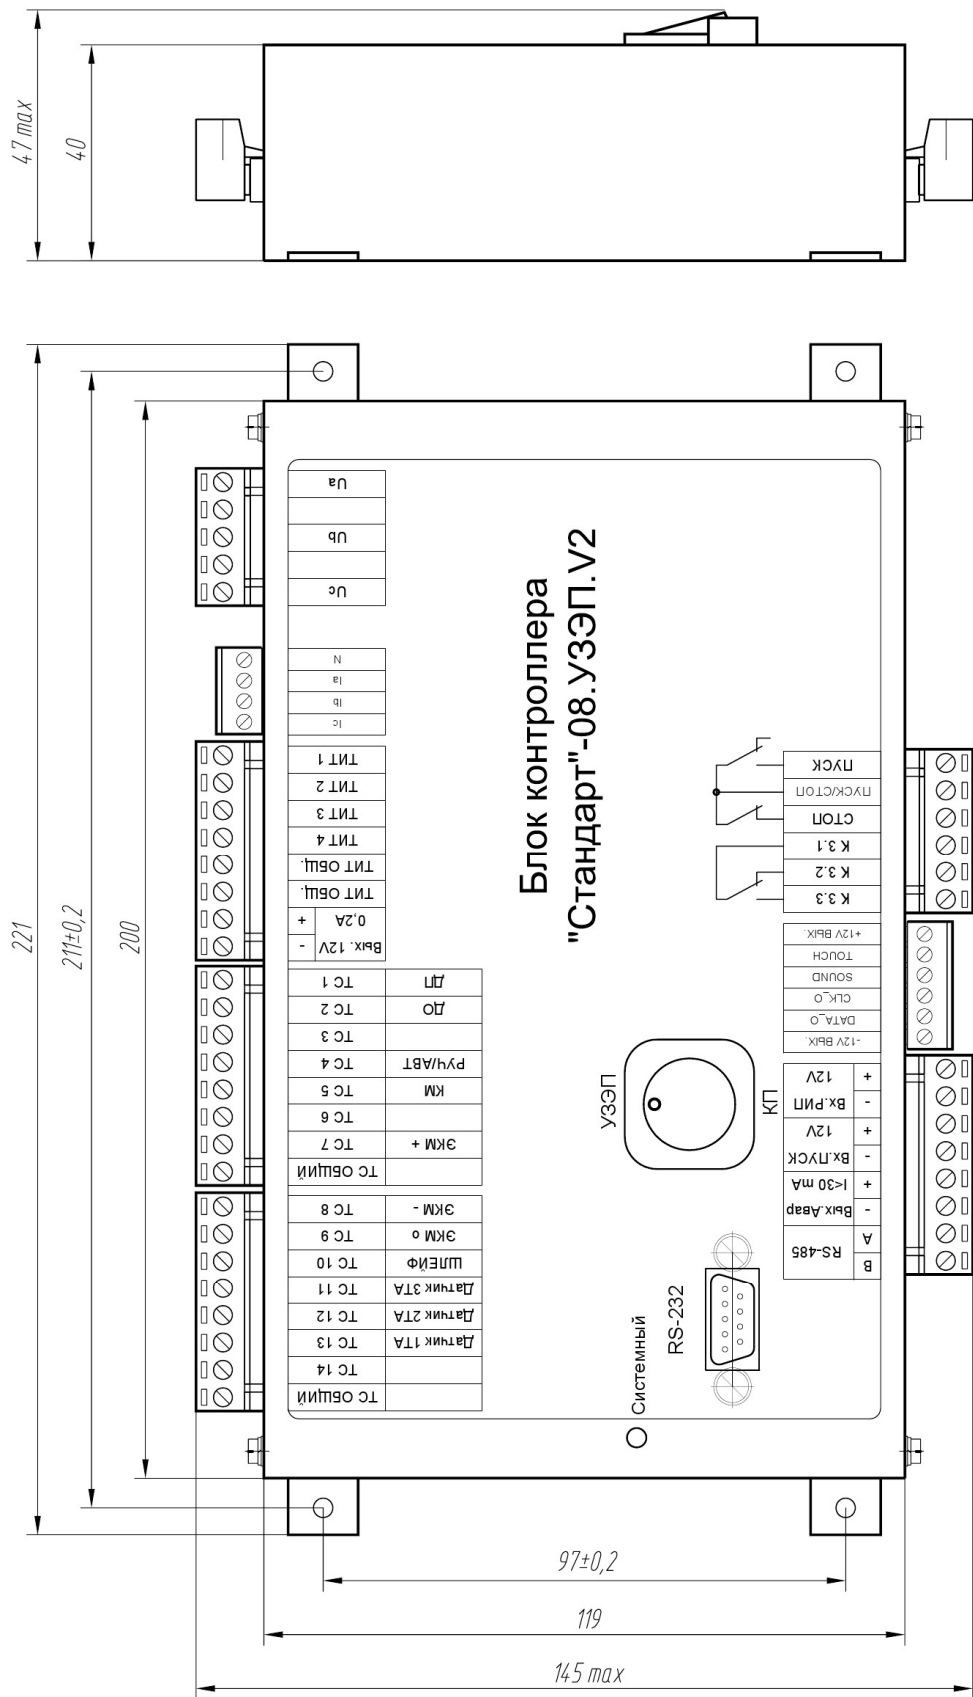 47 max
40
221
211±0,2
200
Ua
Ub
Uc
N
Ia
Ib
Ic
ТИТ 1
ТИТ 2
ТИТ 3
ТИТ 4
ТИТ ОБЩ.
ТИТ ОБЩ.
0,2А +
Вых. 12V -
ТС 1 ДП
ТС 2 ДО
ТС 3
ТС 4 РУЧ/АВТ
ТС 5 КМ
ТС 6
ТС 7 ЭКМ +
ТС ОБЩИЙ
ТС 8 ЭКМ -
ТС 9 ЭКМ о
ТС 10 ШЛЕЙФ
ТС 11 Датчик 3ТА
ТС 12 Датчик 2ТА
ТС 13 Датчик 1ТА
ТС 14
ТС ОБЩИЙ
Блок контроллера
"Стандарт"-08.УЗЭП.V2
ПУСК
ПУСК/СТОП
СТОП
К 3.1
К 3.2
К 3.3
+12V ВЫХ.
TOUCH
SOUND
CLK_O
DATA_O
-12V ВЫХ.
12V +
Вх.РИП -
12V +
Вх.ПУСК -
I<30 mA +
Вых.Авар -
RS-485
A
B
УЗЭП
КП
RS-232
Системный
97±0,2
119
145 max